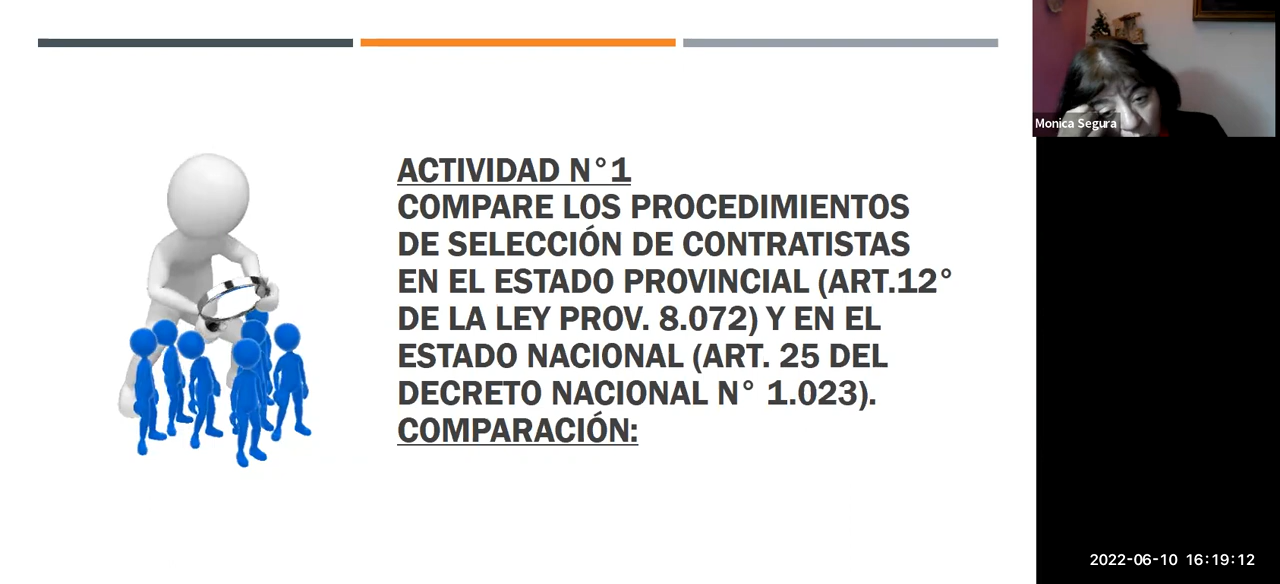 ACTIVIDAD N°1
COMPARE LOS PROCEDIMIENTOS
DE SELECCIÓN DE CONTRATISTAS
EN EL ESTADO PROVINCIAL (ART.12°
DE LA LEY PROV. 8.072) Y EN EL
ESTADO NACIONAL (ART. 25 DEL
DECRETO NACIONAL N° 1.023).
COMPARACIÓN:
Monica Segura
2022-06-10 16:19:12